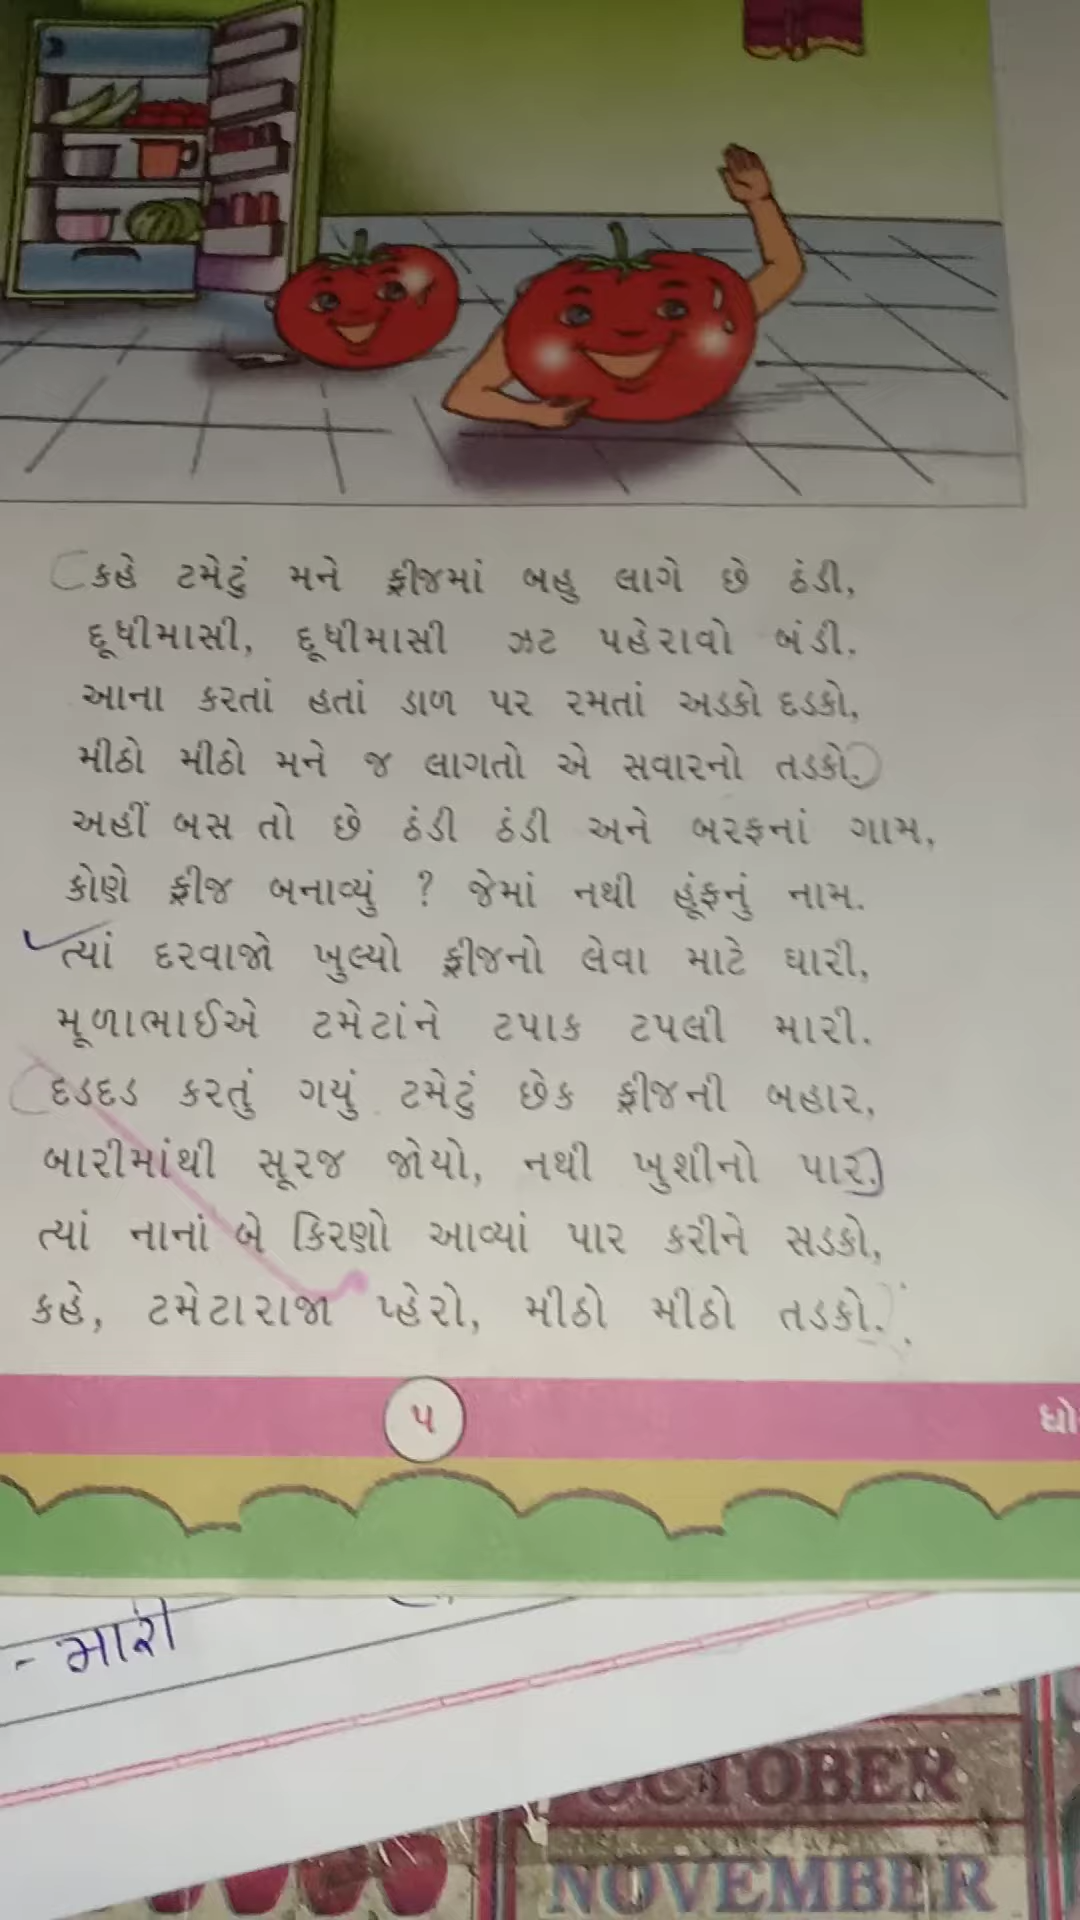 કહે ટમેટું મને ફ્રીજમાં બહુ લાગે છે ઠંડી,
દૂધીમાસી, દૂધીમાસી ઝટ પહેરાવો બંડી.
આના કરતાં હતાં ડાળ પર રમતાં અડકો દડકો,
મીઠો મીઠો મને જ લાગતો એ સવારનો તડકો.
અહીં બસ તો છે ઠંડી ઠંડી અને બરફનાં ગામ,
કોણે ફ્રીજ બનાવ્યું ? જેમાં નથી હૂંફનું નામ.
ત્યાં દરવાજો ખુલ્યો ફ્રીજનો લેવા માટે ઘારી,
મૂળાભાઈએ ટમેટાંને ટપાક ટપલી મારી.
દડદડ કરતું ગયું ટમેટું છેક ફ્રીજની બહાર,
બારીમાંથી સૂરજ જોયો, નથી ખુશીનો પાર.
ત્યાં નાનાં બે કિરણો આવ્યાં પાર કરીને સડકો,
કહે, ટમેટારાજા પ્હેરો, મીઠો મીઠો તડકો.
૫
- મારી
OCTOBER
NOVEMBER